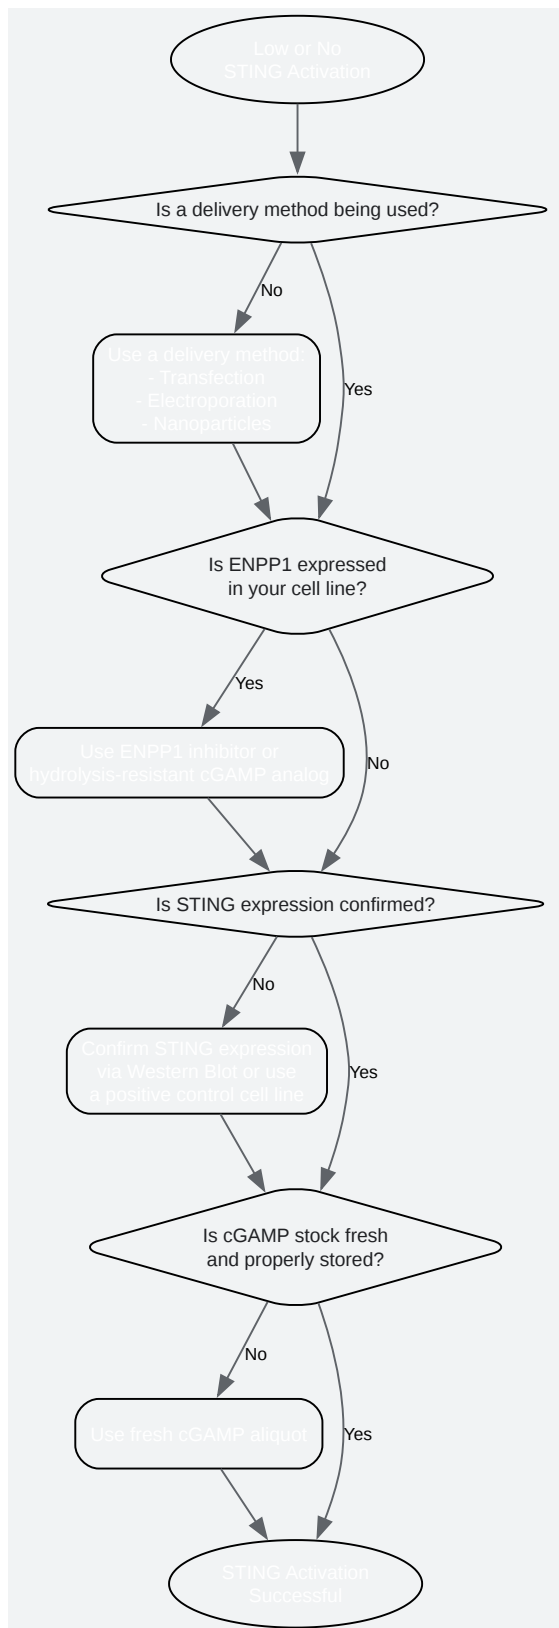 Low or No
STING Activation
Is a delivery method being used?
No
Use a delivery method:
- Transfection
- Electroporation
- Nanoparticles
Yes
Is ENPP1 expressed
in your cell line?
Yes
Use ENPP1 inhibitor or
hydrolysis-resistant cGAMP analog
No
Is STING expression confirmed?
No
Confirm STING expression
via Western Blot or use
a positive control cell line
Yes
Is cGAMP stock fresh
and properly stored?
No
Use fresh cGAMP aliquot
Yes
STING Activation
Successful